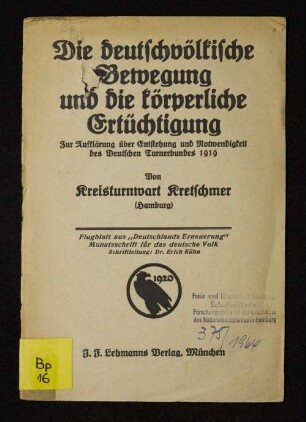 Die deutschvölkische
Bewegung
und die körperliche
Ertüchtigung
Zur Aufklärung über Entstehung und Notwendigkeit
des Deutschen Turnerbundes 1919
Von
Kreisturnwart Kretschmer
(Hamburg)
Flugblatt aus „Deutschlands Erneuerung“
Monatsschrift für das deutsche Volk
Schriftleitung: Dr. Erich Kühn
1920
Freie und
375/1964
J. F. Lehmanns Verlag, München
Bp
16